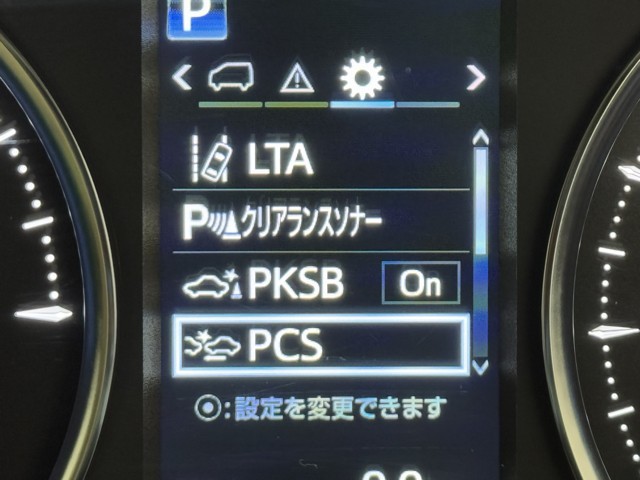 P
LTA
P クリアランスソナー
PKSB On
PCS
:設定を変更できます